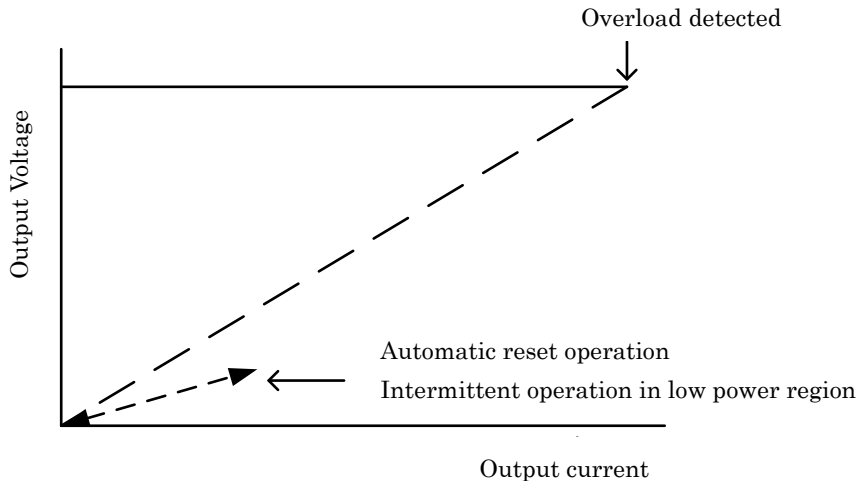 Overload detected
Output Voltage
Automatic reset operation
Intermittent operation in low power region
Output current